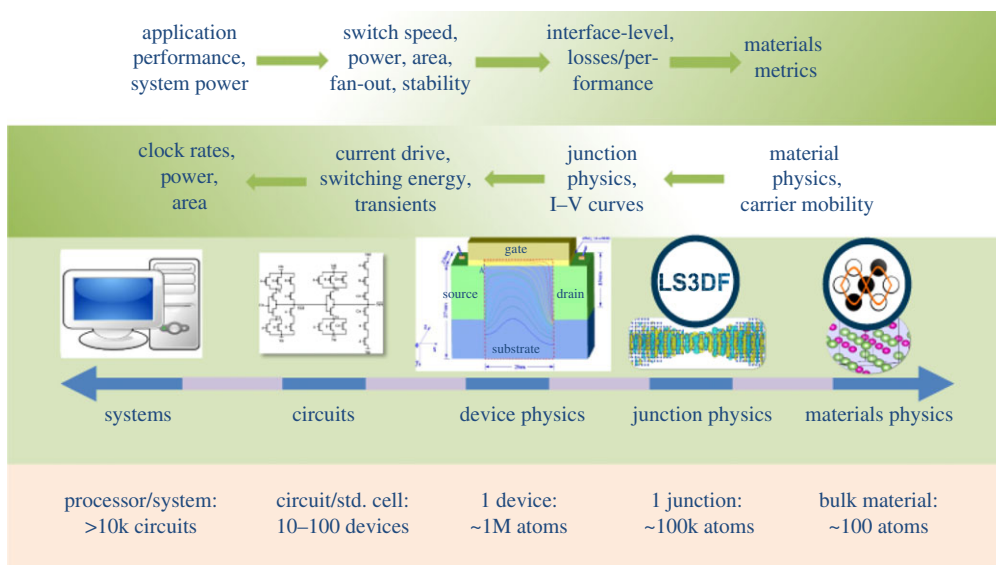 application
performance,
system power
switch speed,
power, area,
fan-out, stability
interface-level,
losses/per-
formance
materials
metrics
clock rates,
power,
area
current drive,
switching energy,
transients
junction
physics,
I–V curves
material
physics,
carrier mobility
gate
source
drain
substrate
LS3DF
systems
circuits
device physics
junction physics
materials physics
processor/system:
>10k circuits
circuit/std. cell:
10–100 devices
1 device:
~1M atoms
1 junction:
~100k atoms
bulk material:
~100 atoms